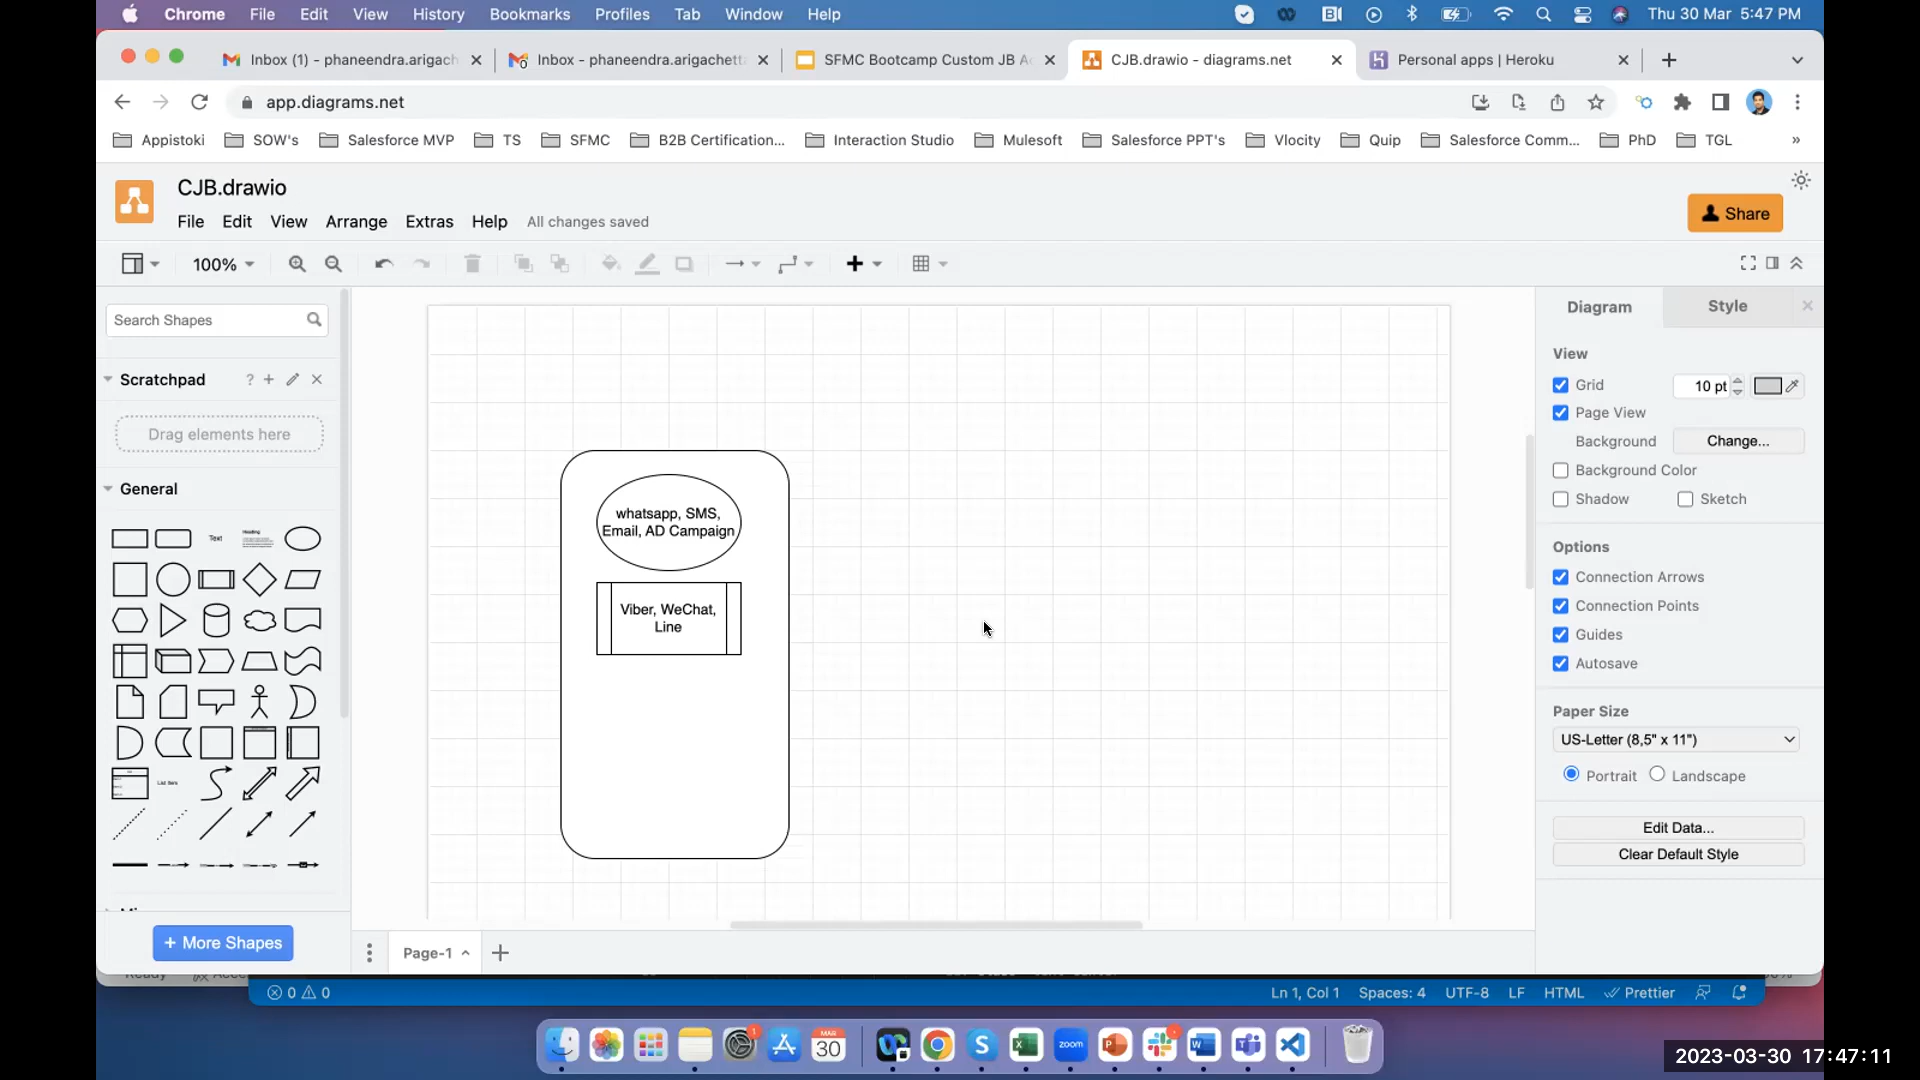 Chrome File Edit View History Bookmarks Profiles Tab Window Help
Thu 30 Mar 5:47 PM
Inbox (1) - phaneendra.arigach
Inbox - phaneendra.arigachett
SFMC Bootcamp Custom JB A
CJB.drawio - diagrams.net
Personal apps | Heroku
app.diagrams.net
Appistoki SOW's Salesforce MVP TS SFMC B2B Certification... Interaction Studio Mulesoft Salesforce PPT's Vlocity Quip Salesforce Comm... PhD TGL »
CJB.drawio
File Edit View Arrange Extras Help All changes saved
Share
100%
Search Shapes
Scratchpad ?
Drag elements here
General
Text
Heading
List Item
+ More Shapes
whatsapp, SMS,
Email, AD Campaign
Viber, WeChat,
Line
Page-1
Diagram Style
View
Grid 10 pt
Page View
Background Change...
Background Color
Shadow Sketch
Options
Connection Arrows
Connection Points
Guides
Autosave
Paper Size
US-Letter (8,5" x 11")
Portrait Landscape
Edit Data...
Clear Default Style
0 0
Ln 1, Col 1 Spaces: 4 UTF-8 LF HTML Prettier
MAR
30
zoom
2023-03-30 17:47:11